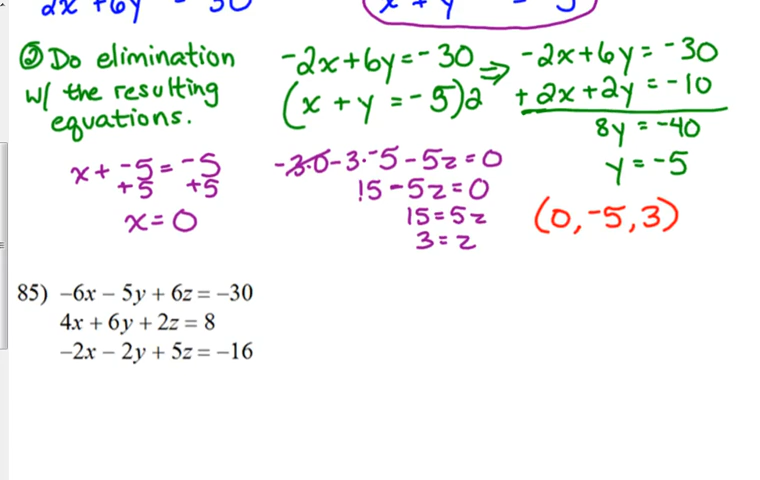 ② Do elimination
w/ the resulting
equations.
-2x+6y=-30
(x + y = -5)2
⇒
-2x+6y = -30
+ 2x+2y = -10
8y = -40
y = -5
x + -5 = -5
+5 +5
x = 0
-3·0-3·-5-5z=0
15-5z=0
15=5z
3=z
(0,-5,3)
85) −6x − 5y + 6z = −30
4x + 6y + 2z = 8
−2x − 2y + 5z = −16